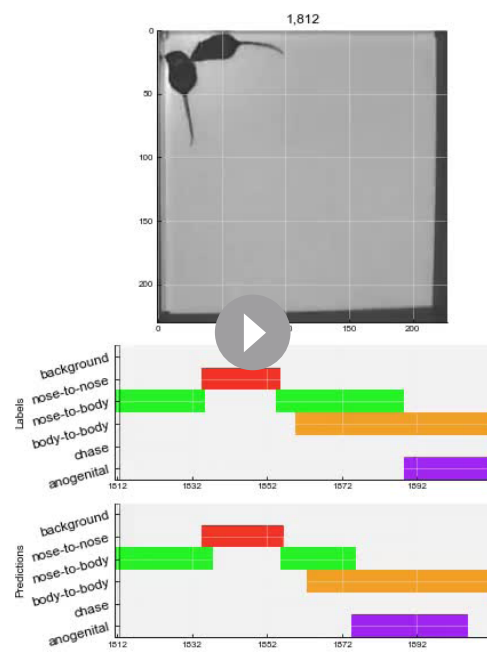 1,812
0
50
100
150
200
0 150 200
Labels
background
nose-to-nose
nose-to-body
body-to-body
chase
anogenital
1512 1532 1552 1572 1592
Predictions
background
nose-to-nose
nose-to-body
body-to-body
chase
anogenital
1512 1532 1552 1572 1592